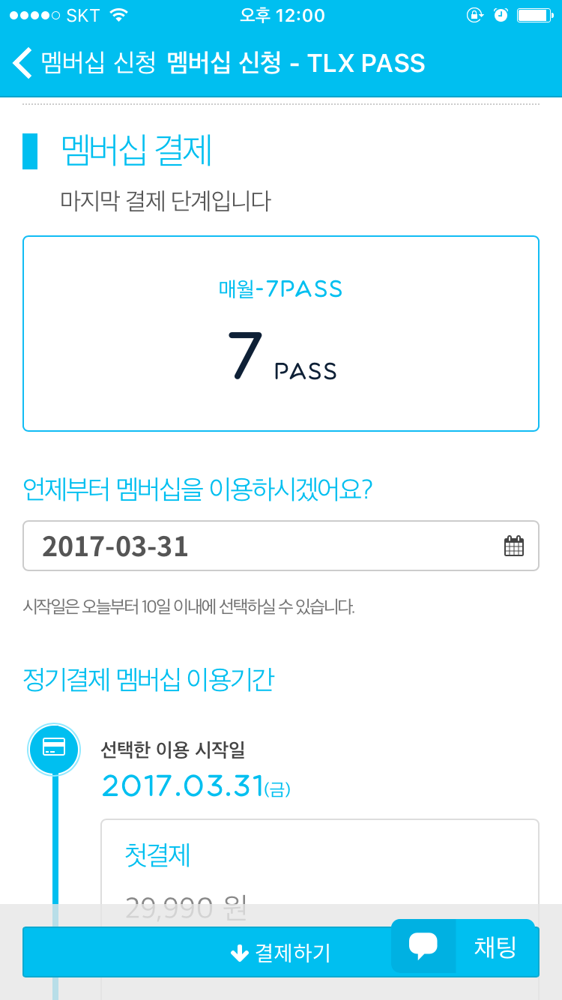 SKT 오후 12:00
멤버십 신청 멤버십 신청 - TLX PASS
멤버십 결제
마지막 결제 단계입니다
매월-7PASS
7 PASS
언제부터 멤버십을 이용하시겠어요?
2017-03-31
시작일은 오늘부터 10일 이내에 선택하실 수 있습니다.
정기결제 멤버십 이용기간
선택한 이용 시작일
2017.03.31(금)
첫결제
29,990 원
결제하기
채팅